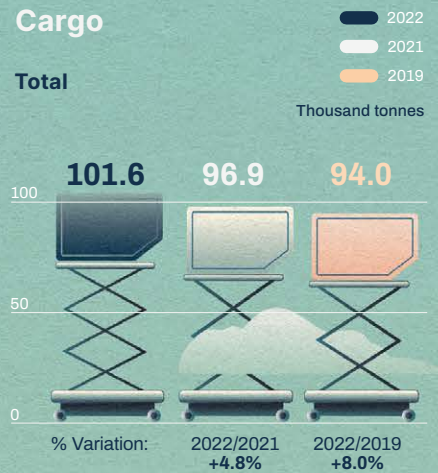 Cargo
2022
2021
2019
Total
Thousand tonnes
101.6 96.9 94.0
100
50
0
% Variation: 2022/2021 2022/2019
+4.8% +8.0%